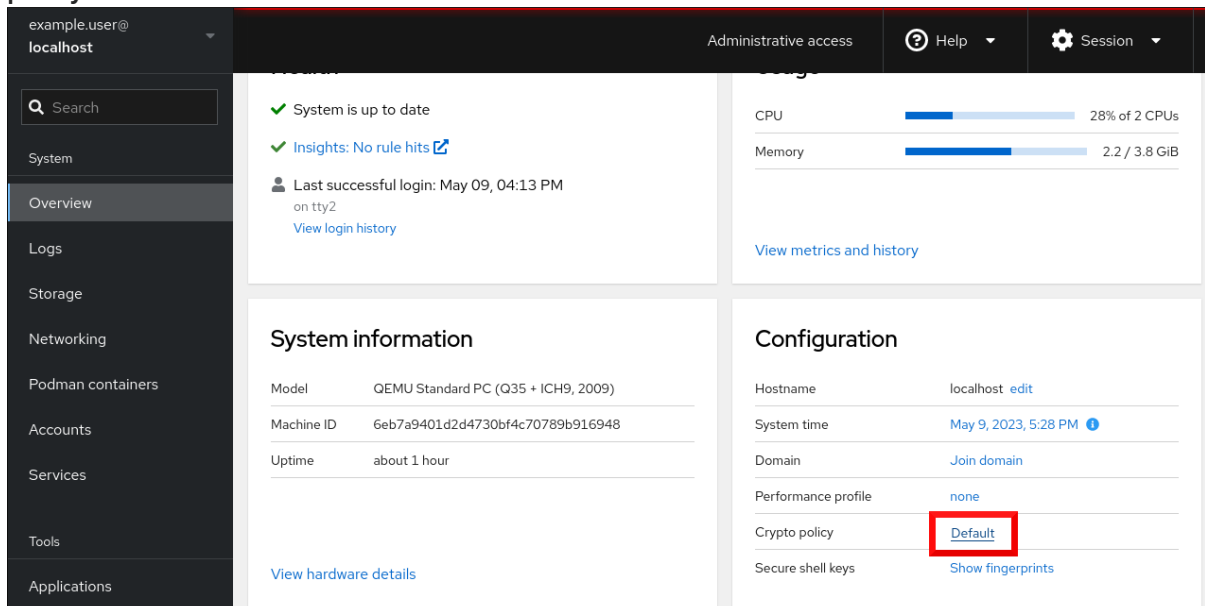 example.user@
localhost
Administrative access
Help
Session
Search
System
Overview
Logs
Storage
Networking
Podman containers
Accounts
Services
Tools
Applications
System is up to date
Insights: No rule hits
Last successful login: May 09, 04:13 PM
on tty2
View login history
CPU 28% of 2 CPUs
Memory 2.2 / 3.8 GiB
View metrics and history
System information
Model QEMU Standard PC (Q35 + ICH9, 2009)
Machine ID 6eb7a9401d2d4730bf4c70789b916948
Uptime about 1 hour
View hardware details
Configuration
Hostname localhost edit
System time May 9, 2023, 5:28 PM
Domain Join domain
Performance profile none
Crypto policy Default
Secure shell keys Show fingerprints